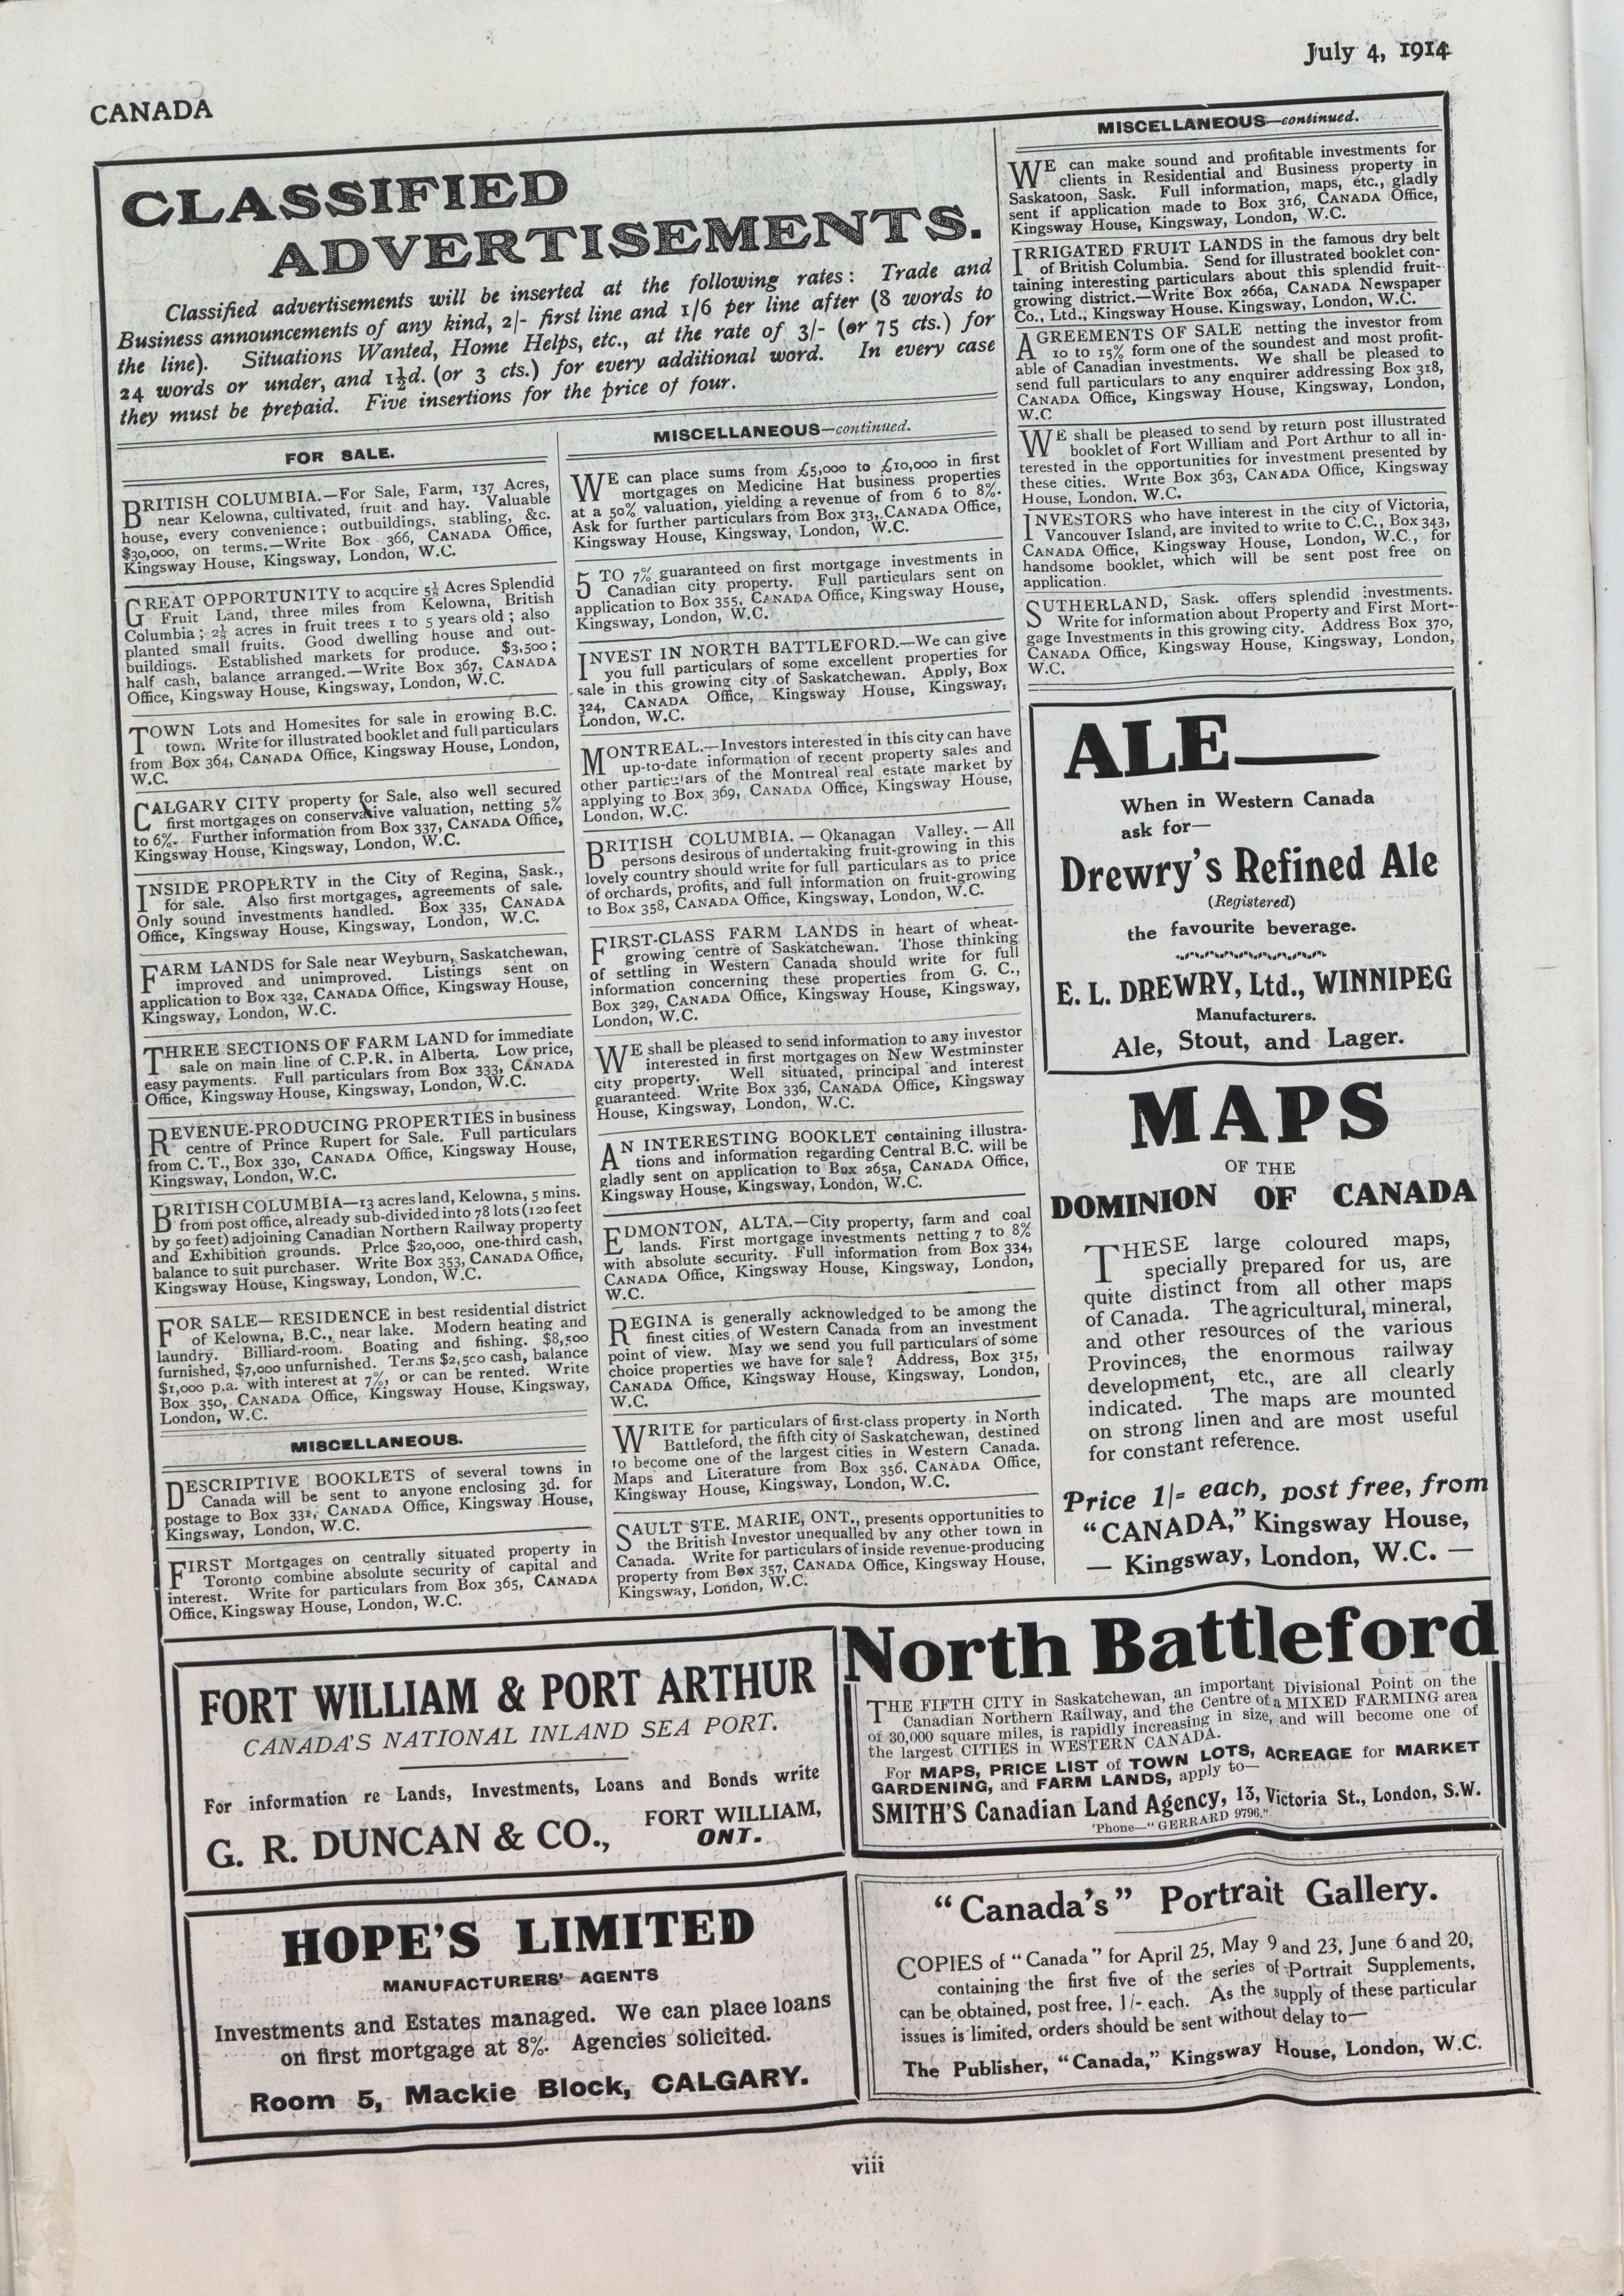 July 4, 1914
CANADA
CLASSIFIED
ADVERTISEMENTS.
Classified advertisements will be inserted at the following rates: Trade and
Business announcements of any kind, 2/- first line and 1/6 per line after (8 words to
the line). Situations Wanted, Home Helps, etc., at the rate of 3/- (or 75 cts.) for
24 words or under, and 1½d. (or 3 cts.) for every additional word. In every case
they must be prepaid. Five insertions for the price of four.
FOR SALE.
BRITISH COLUMBIA.—For Sale, Farm, 137 Acres,
near Kelowna, cultivated, fruit and hay. Valuable
house, every convenience; outbuildings, stabling, &c.
$30,000, on terms.—Write Box 366, CANADA Office,
Kingsway House, Kingsway, London, W.C.
GREAT OPPORTUNITY to acquire 5½ Acres Splendid
Fruit Land, three miles from Kelowna, British
Columbia; 2½ acres in fruit trees 1 to 5 years old; also
planted small fruits. Good dwelling house and out-
buildings. Established markets for produce. $3,500;
half cash, balance arranged.—Write Box 367, CANADA
Office, Kingsway House, Kingsway, London, W.C.
TOWN Lots and Homesites for sale in growing B.C.
town. Write for illustrated booklet and full particulars
from Box 364, CANADA Office, Kingsway House, London,
W.C.
CALGARY CITY property for Sale, also well secured
first mortgages on conservative valuation, netting 5%
to 6%. Further information from Box 337, CANADA Office,
Kingsway House, Kingsway, London, W.C.
INSIDE PROPERTY in the City of Regina, Sask.,
for sale. Also first mortgages, agreements of sale.
Only sound investments handled. Box 335, CANADA
Office, Kingsway House, Kingsway, London, W.C.
FARM LANDS for Sale near Weyburn, Saskatchewan,
improved and unimproved. Listings sent on
application to Box 332, CANADA Office, Kingsway House,
Kingsway, London, W.C.
THREE SECTIONS OF FARM LAND for immediate
sale on main line of C.P.R. in Alberta. Low price,
easy payments. Full particulars from Box 333, CANADA
Office, Kingsway House, Kingsway, London, W.C.
REVENUE-PRODUCING PROPERTIES in business
centre of Prince Rupert for Sale. Full particulars
from C.T., Box 330, CANADA Office, Kingsway House,
Kingsway, London, W.C.
BRITISH COLUMBIA—13 acres land, Kelowna, 5 mins.
from post office, already sub-divided into 78 lots (120 feet
by 50 feet) adjoining Canadian Northern Railway property
and Exhibition grounds. Price $20,000, one-third cash,
balance to suit purchaser. Write Box 353, CANADA Office,
Kingsway House, Kingsway, London, W.C.
FOR SALE—RESIDENCE in best residential district
of Kelowna, B.C., near lake. Modern heating and
laundry. Billiard-room. Boating and fishing. $8,500
furnished, $7,000 unfurnished. Terms $2,500 cash, balance
$1,000 p.a. with interest at 7%, or can be rented. Write
Box 350, CANADA Office, Kingsway House, Kingsway,
London, W.C.
MISCELLANEOUS.
DESCRIPTIVE BOOKLETS of several towns in
Canada will be sent to anyone enclosing 3d. for
postage to Box 331, CANADA Office, Kingsway House,
Kingsway, London, W.C.
FIRST Mortgages on centrally situated property in
Toronto combine absolute security of capital and
interest. Write for particulars from Box 365, CANADA
Office, Kingsway House, London, W.C.
MISCELLANEOUS—continued.
WE can place sums from £5,000 to £10,000 in first
mortgages on Medicine Hat business properties
at a 50% valuation, yielding a revenue of from 6 to 8%.
Ask for further particulars from Box 313, CANADA Office,
Kingsway House, Kingsway, London, W.C.
5 TO 7% guaranteed on first mortgage investments in
Canadian city property. Full particulars sent on
application to Box 355, CANADA Office, Kingsway House,
Kingsway, London, W.C.
INVEST IN NORTH BATTLEFORD.—We can give
you full particulars of some excellent properties for
sale in this growing city of Saskatchewan. Apply, Box
324, CANADA Office, Kingsway House, Kingsway,
London, W.C.
MONTREAL.—Investors interested in this city can have
up-to-date information of recent property sales and
other particulars of the Montreal real estate market by
applying to Box 369, CANADA Office, Kingsway House,
London, W.C.
BRITISH COLUMBIA.—Okanagan Valley.—All
persons desirous of undertaking fruit-growing in this
lovely country should write for full particulars as to price
of orchards, profits, and full information on fruit-growing
to Box 358, CANADA Office, Kingsway House, London, W.C.
FIRST-CLASS FARM LANDS in heart of wheat-
growing centre of Saskatchewan. Those thinking
of settling in Western Canada should write for full
information concerning these properties from G. C.,
Box 329, CANADA Office, Kingsway House, Kingsway,
London, W.C.
WE shall be pleased to send information to any investor
interested in first mortgages on New Westminster
city property. Well situated, principal and interest
guaranteed. Write Box 336, CANADA Office, Kingsway
House, Kingsway, London, W.C.
AN INTERESTING BOOKLET containing illustra-
tions and information regarding Central B.C. will be
gladly sent on application to Box 265a, CANADA Office,
Kingsway House, Kingsway, London, W.C.
EDMONTON, ALTA.—City property, farm and coal
lands. First mortgage investments netting 7 to 8%
with absolute security. Full information from Box 334,
CANADA Office, Kingsway House, Kingsway, London,
W.C.
REGINA is generally acknowledged to be among the
finest cities of Western Canada from an investment
point of view. May we send you full particulars of some
choice properties we have for sale? Address, Box 315,
CANADA Office, Kingsway House, Kingsway, London,
W.C.
WRITE for particulars of first-class property in North
Battleford, the fifth city of Saskatchewan, destined
to become one of the largest cities in Western Canada.
Maps and Literature from Box 356, CANADA Office,
Kingsway House, Kingsway, London, W.C.
SAULT STE. MARIE, ONT., presents opportunities to
the British Investor unequalled by any other town in
Canada. Write for particulars of inside revenue-producing
property from Box 357, CANADA Office, Kingsway House,
Kingsway, London, W.C.
MISCELLANEOUS—continued.
WE can make sound and profitable investments for
clients in Residential and Business property in
Saskatoon, Sask. Full information, maps, etc., gladly
sent if application made to Box 316, CANADA Office,
Kingsway House, Kingsway, London, W.C.
IRRIGATED FRUIT LANDS in the famous dry belt
of British Columbia. Send for illustrated booklet con-
taining interesting particulars about this splendid fruit-
growing district.—Write Box 266a, CANADA Newspaper
Co., Ltd., Kingsway House, Kingsway, London, W.C.
AGREEMENTS OF SALE netting the investor from
10 to 15% form one of the soundest and most profit-
able of Canadian investments. We shall be pleased to
send full particulars to any enquirer addressing Box 318,
CANADA Office, Kingsway House, Kingsway, London,
W.C
WE shall be pleased to send by return post illustrated
booklet of Fort William and Port Arthur to all in-
terested in the opportunities for investment presented by
these cities. Write Box 363, CANADA Office, Kingsway
House, London, W.C.
INVESTORS who have interest in the city of Victoria,
Vancouver Island, are invited to write to C.C., Box 343,
CANADA Office, Kingsway House, London, W.C., for
handsome booklet, which will be sent post free on
application.
SUTHERLAND, Sask. offers splendid investments.
Write for information about Property and First Mort-
gage Investments in this growing city. Address Box 370,
CANADA Office, Kingsway House, Kingsway, London,
W.C.
ALE
When in Western Canada
ask for—
Drewry's Refined Ale
(Registered)
the favourite beverage.
E. L. DREWRY, Ltd., WINNIPEG
Manufacturers.
Ale, Stout, and Lager.
MAPS
OF THE
DOMINION OF CANADA
THESE large coloured maps,
specially prepared for us, are
quite distinct from all other maps
of Canada. The agricultural, mineral,
and other resources of the various
Provinces, the enormous railway
development, etc., are all clearly
indicated. The maps are mounted
on strong linen and are most useful
for constant reference.
Price 1/= each, post free, from
"CANADA," Kingsway House,
— Kingsway, London, W.C. —
FORT WILLIAM & PORT ARTHUR
CANADA'S NATIONAL INLAND SEA PORT.
For information re Lands, Investments, Loans and Bonds write
G. R. DUNCAN & CO., FORT WILLIAM,
ONT.
North Battleford
THE FIFTH CITY in Saskatchewan, an important Divisional Point on the
Canadian Northern Railway, and the Centre of a MIXED FARMING area
of 30,000 square miles, is rapidly increasing in size, and will become one of
the largest CITIES in WESTERN CANADA.
For MAPS, PRICE LIST of TOWN LOTS, ACREAGE for MARKET
GARDENING, and FARM LANDS, apply to—
SMITH'S Canadian Land Agency, 13, Victoria St., London, S.W.
'Phone—"GERRARD 9796."
HOPE'S LIMITED
MANUFACTURERS' AGENTS
Investments and Estates managed. We can place loans
on first mortgage at 8%. Agencies solicited.
Room 5, Mackie Block, CALGARY.
"Canada's" Portrait Gallery.
COPIES of "Canada" for April 25, May 9 and 23, June 6 and 20,
containing the first five of the series of Portrait Supplements,
can be obtained, post free, 1/- each. As the supply of these particular
issues is limited, orders should be sent without delay to—
The Publisher, "Canada," Kingsway House, London, W.C.
viii